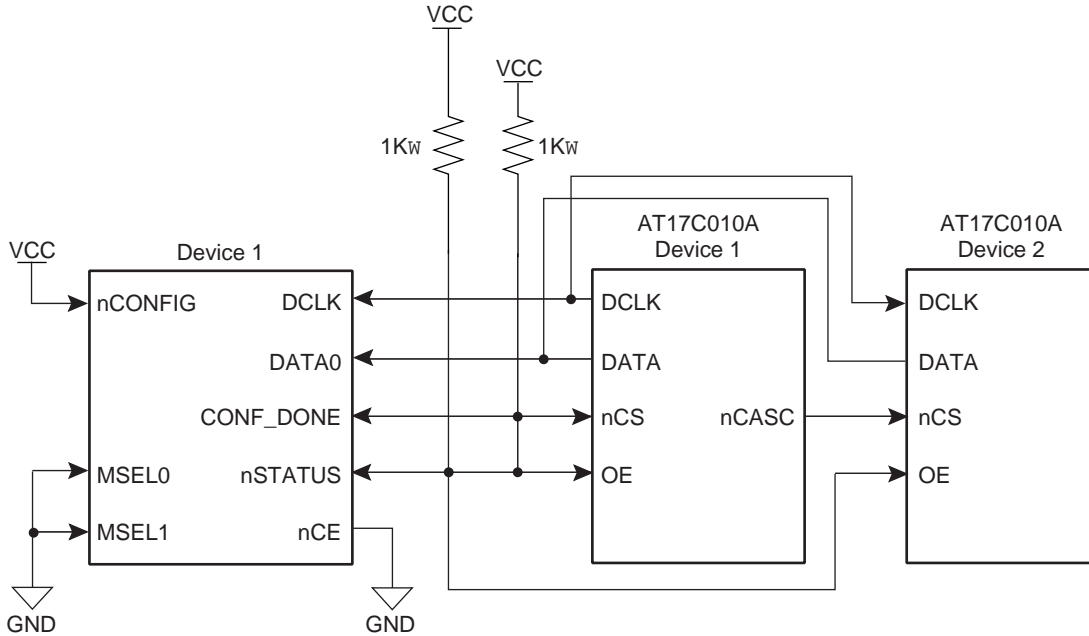 VCC
VCC
1KW
1KW
AT17C010A
Device 1
AT17C010A
Device 2
VCC
Device 1
nCONFIG
DCLK
DCLK
DCLK
DATA0
DATA
DATA
CONF_DONE
nCS
nCASC
nCS
MSEL0
nSTATUS
OE
OE
MSEL1
nCE
GND
GND